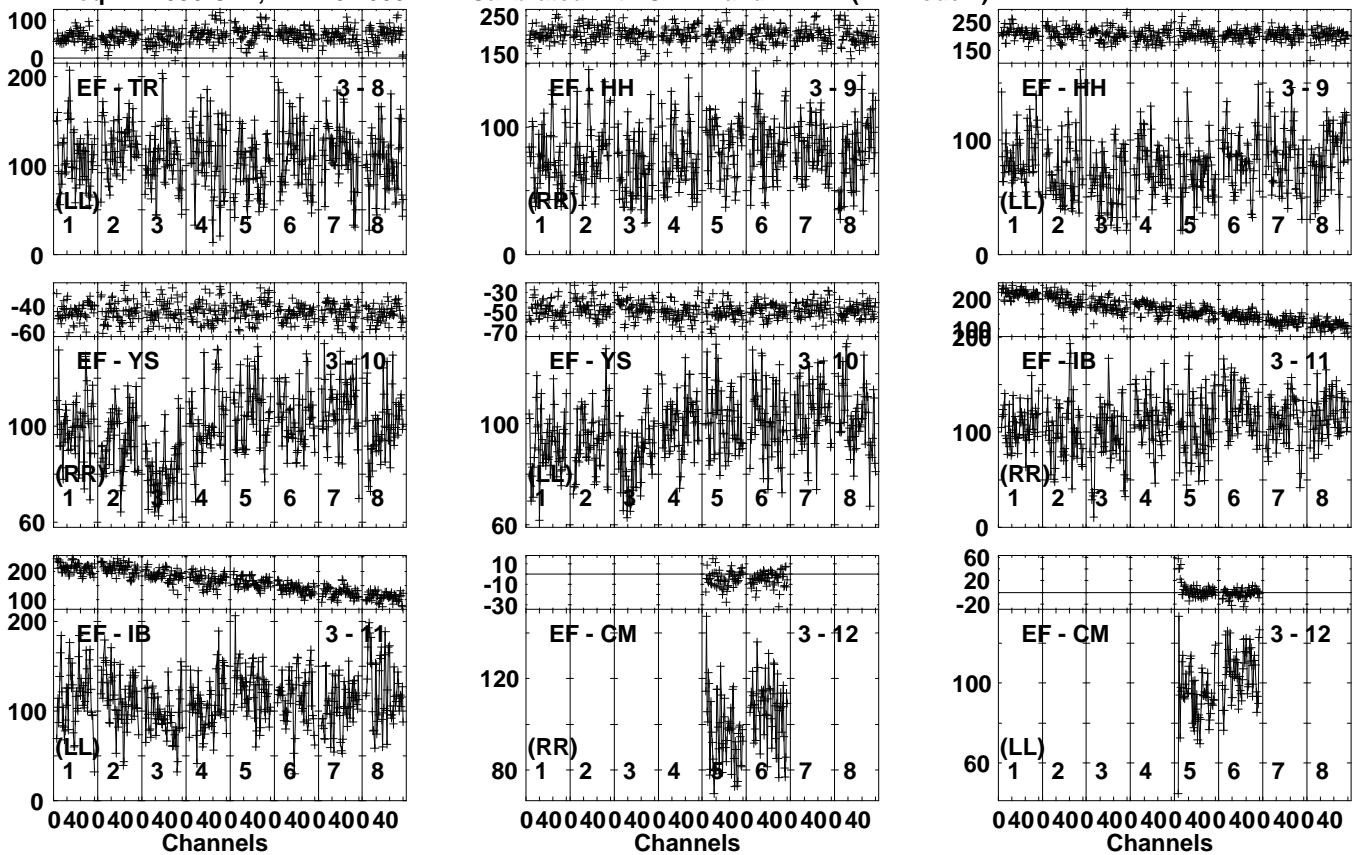 100
0
200
100
0
EF - TR 3 - 8
(LL)
1 2 3 4 5 6 7 8
250
150
100
0
EF - HH 3 - 9
(RR)
1 2 3 4 5 6 7 8
250
150
100
0
EF - HH 3 - 9
(LL)
1 2 3 4 5 6 7 8
-40
-60
100
60
EF - YS 3 - 10
(RR)
1 2 3 4 5 6 7 8
-30
-50
-70
100
60
EF - YS 3 - 10
(LL)
1 2 3 4 5 6 7 8
200
100
200
100
0
EF - IB 3 - 11
(RR)
1 2 3 4 5 6 7 8
200
100
200
100
0
EF - IB 3 - 11
(LL)
1 2 3 4 5 6 7 8
0 40 0 40 0 40 0 40 0 40 0 40 0 40 0 40
Channels
10
-10
-30
120
80
EF - CM 3 - 12
(RR)
1 2 3 4 5 6 7 8
0 40 0 40 0 40 0 40 0 40 0 40 0 40 0 40
Channels
60
20
-20
100
60
EF - CM 3 - 12
(LL)
1 2 3 4 5 6 7 8
0 40 0 40 0 40 0 40 0 40 0 40 0 40 0 40
Channels